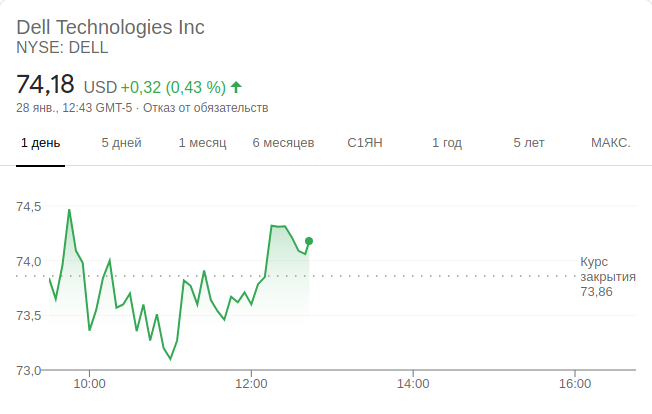 Dell Technologies Inc
NYSE: DELL
74,18 USD +0,32 (0,43 %)
28 янв., 12:43 GMT-5 · Отказ от обязательств
1 день 5 дней 1 месяц 6 месяцев С1ЯН 1 год 5 лет МАКС.
74,5
74,0
73,5
73,0
Курс
закрытия
73,86
10:00 12:00 14:00 16:00